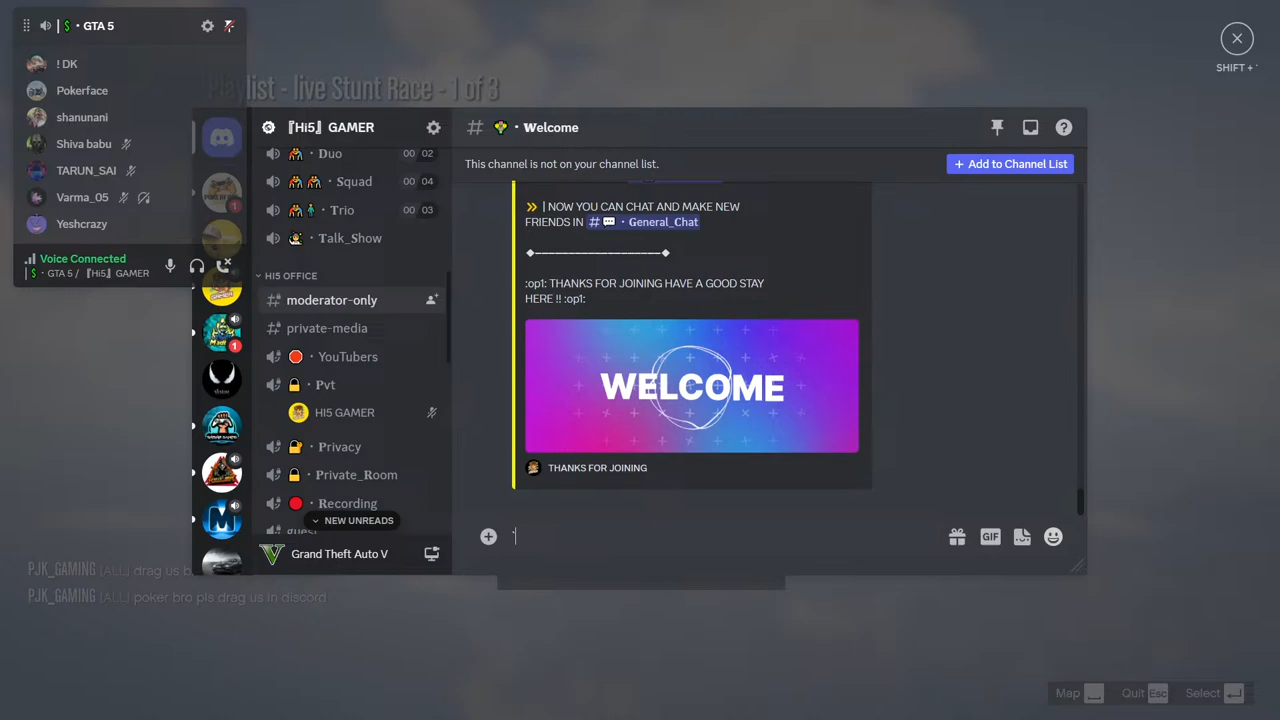 $ · GTA 5
! DK
Pokerface
shanunani
Shiva babu
TARUN_SAI
Varma_05
Yeshcrazy
Voice Connected
$ · GTA 5 / 『Hi5』 GAMER
Playlist - live Stunt Race - 1 of 3
SHIFT + `
『Hi5』 GAMER
· Duo 00 02
· Squad 00 04
· Trio 00 03
· Talk_Show
HI5 OFFICE
moderator-only
private-media
· YouTubers
· Pvt
HI5 GAMER
· Privacy
· Private_Room
· Recording
guest
NEW UNREADS
Grand Theft Auto V
· Welcome
This channel is not on your channel list.
+ Add to Channel List
| NOW YOU CAN CHAT AND MAKE NEW
FRIENDS IN # · General_Chat
:op1: THANKS FOR JOINING HAVE A GOOD STAY
HERE !! :op1:
WELCOME
THANKS FOR JOINING
`
GIF
PJK_GAMING [ALL] drag us b
PJK_GAMING [ALL] poker bro pls drag us in discord
Map
Quit Esc
Select